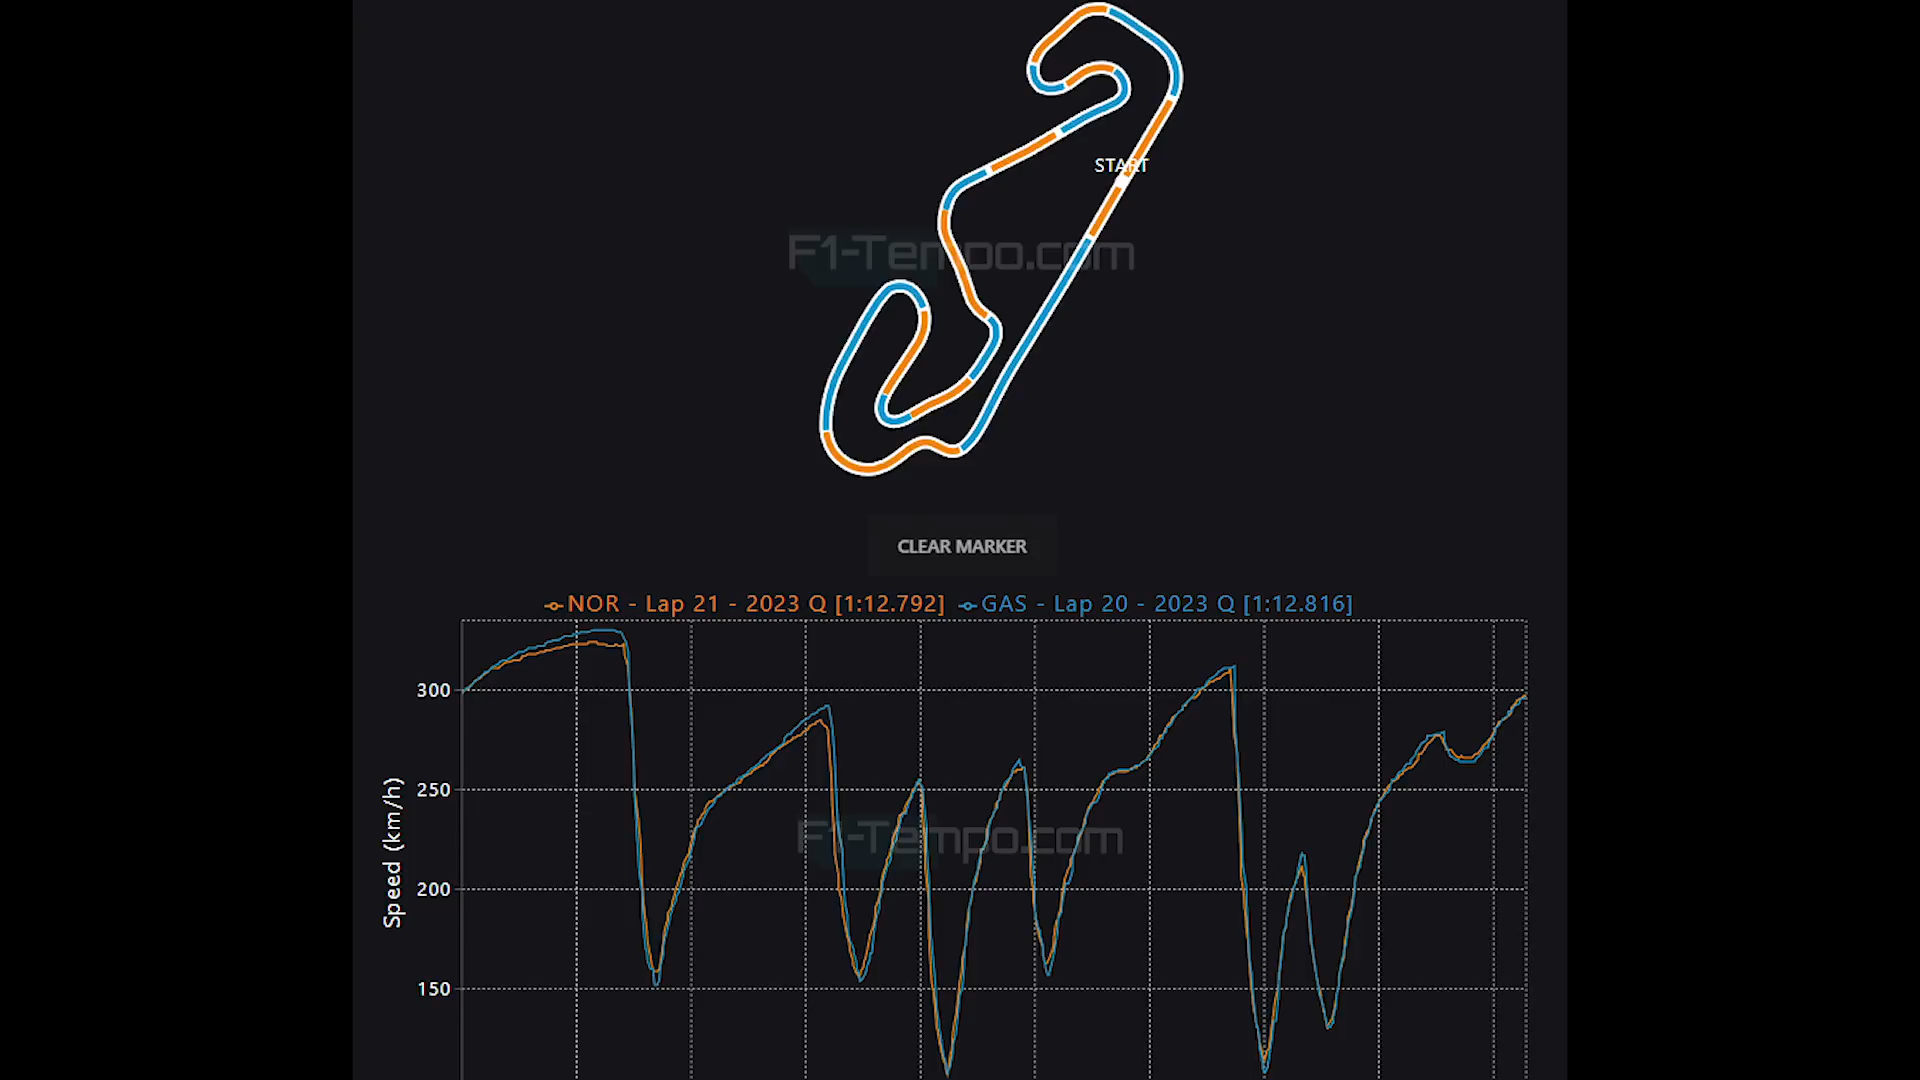 START
F1-Tempo.com
CLEAR MARKER
NOR - Lap 21 - 2023 Q [1:12.792] GAS - Lap 20 - 2023 Q [1:12.816]
300
250
200
150
Speed (km/h)
F1-Tempo.com